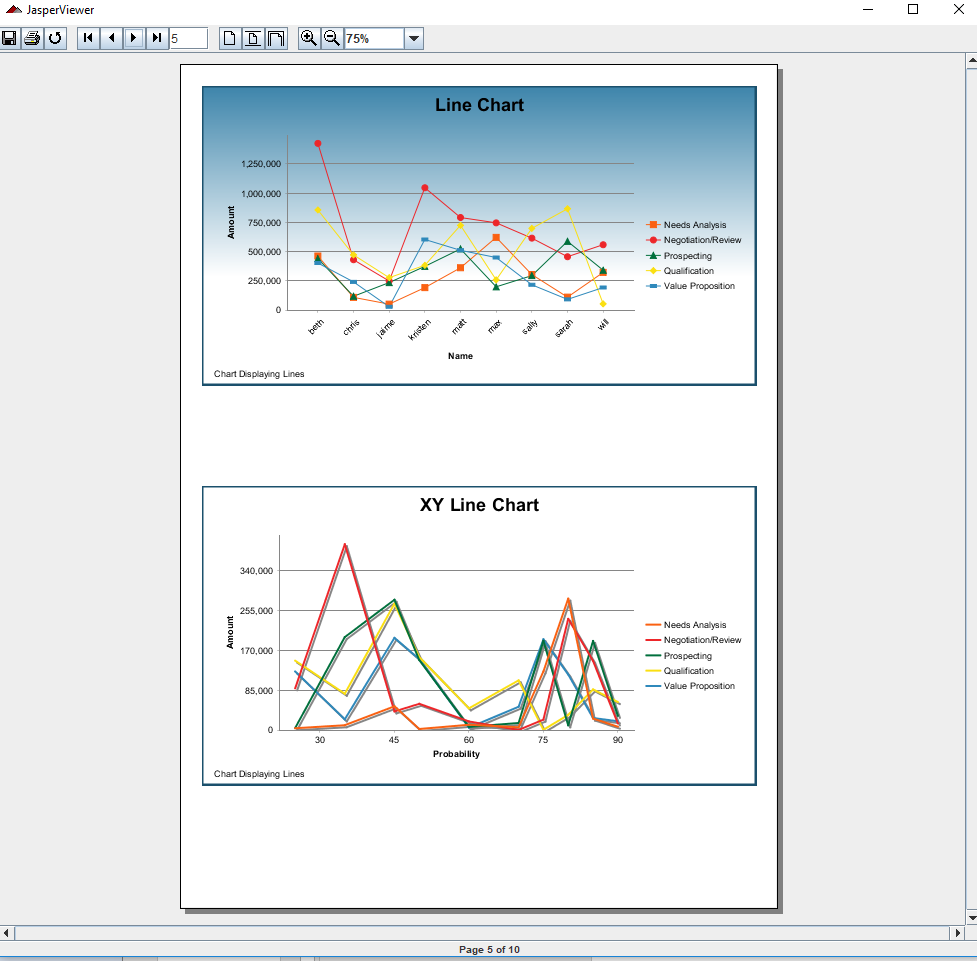 JasperViewer
5
75%
Line Chart
1,250,000
1,000,000
750,000
500,000
250,000
0
Amount
beth
chris
jaime
kristen
matt
max
sally
sarah
will
Name
Needs Analysis
Negotiation/Review
Prospecting
Qualification
Value Proposition
Chart Displaying Lines
XY Line Chart
340,000
255,000
170,000
85,000
0
Amount
30 45 60 75 90
Probability
Needs Analysis
Negotiation/Review
Prospecting
Qualification
Value Proposition
Chart Displaying Lines
Page 5 of 10